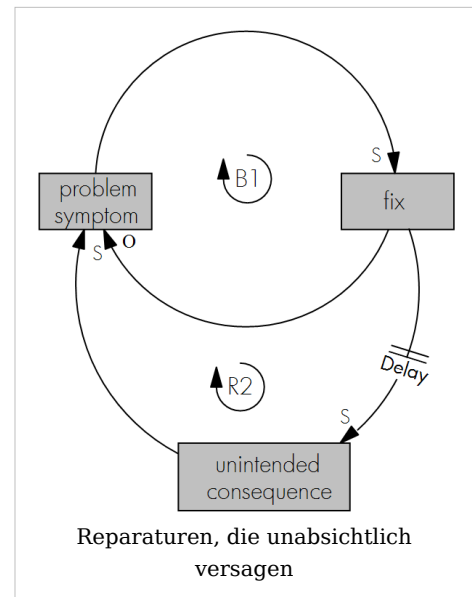 S
B1
problem
symptom
fix
S
O
Delay
R2
S
unintended
consequence
Reparaturen, die unabsichtlich
versagen